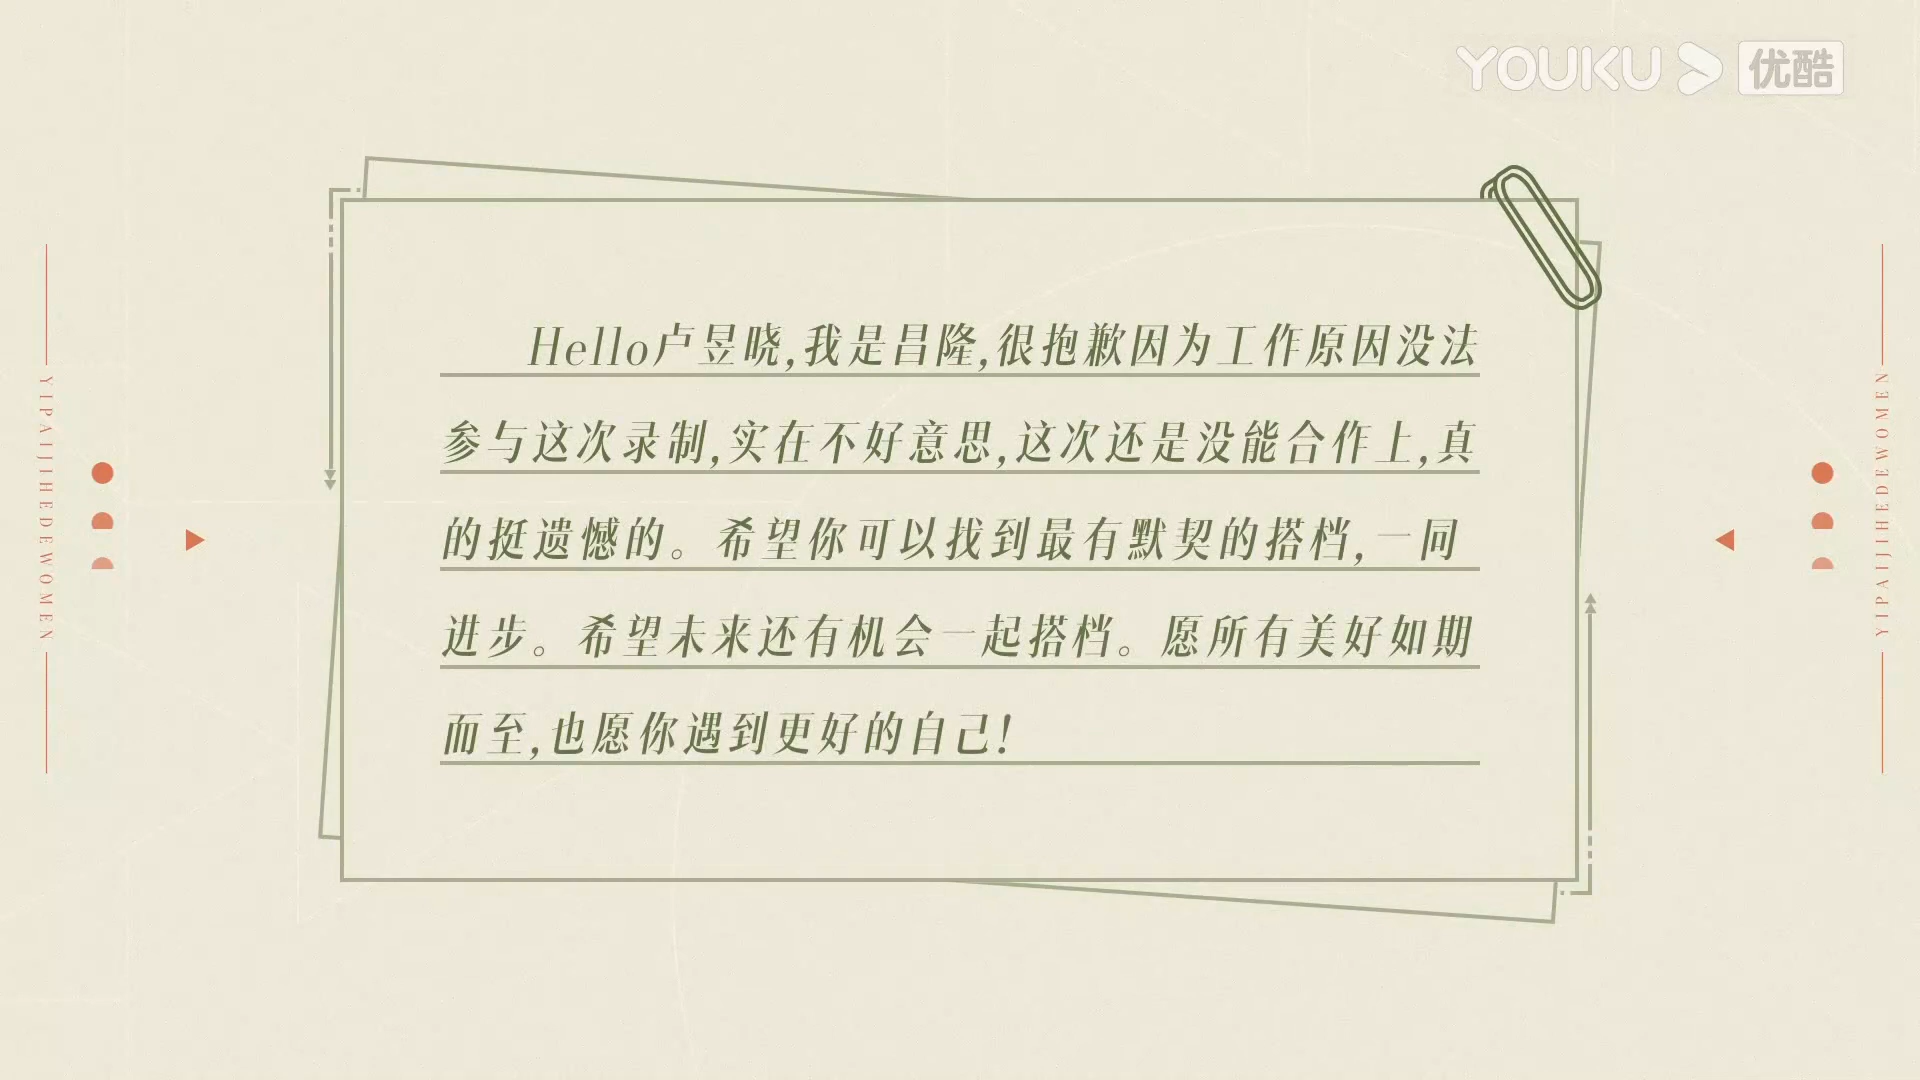 YOUKU 优酷
Hello卢昱晓,我是昌隆,很抱歉因为工作原因没法
参与这次录制,实在不好意思,这次还是没能合作上,真
的挺遗憾的。希望你可以找到最有默契的搭档,一同
进步。希望未来还有机会一起搭档。愿所有美好如期
而至,也愿你遇到更好的自己!
YIPAIJIHEDEWOMEN
YIPAIJIHEDEWOMEN